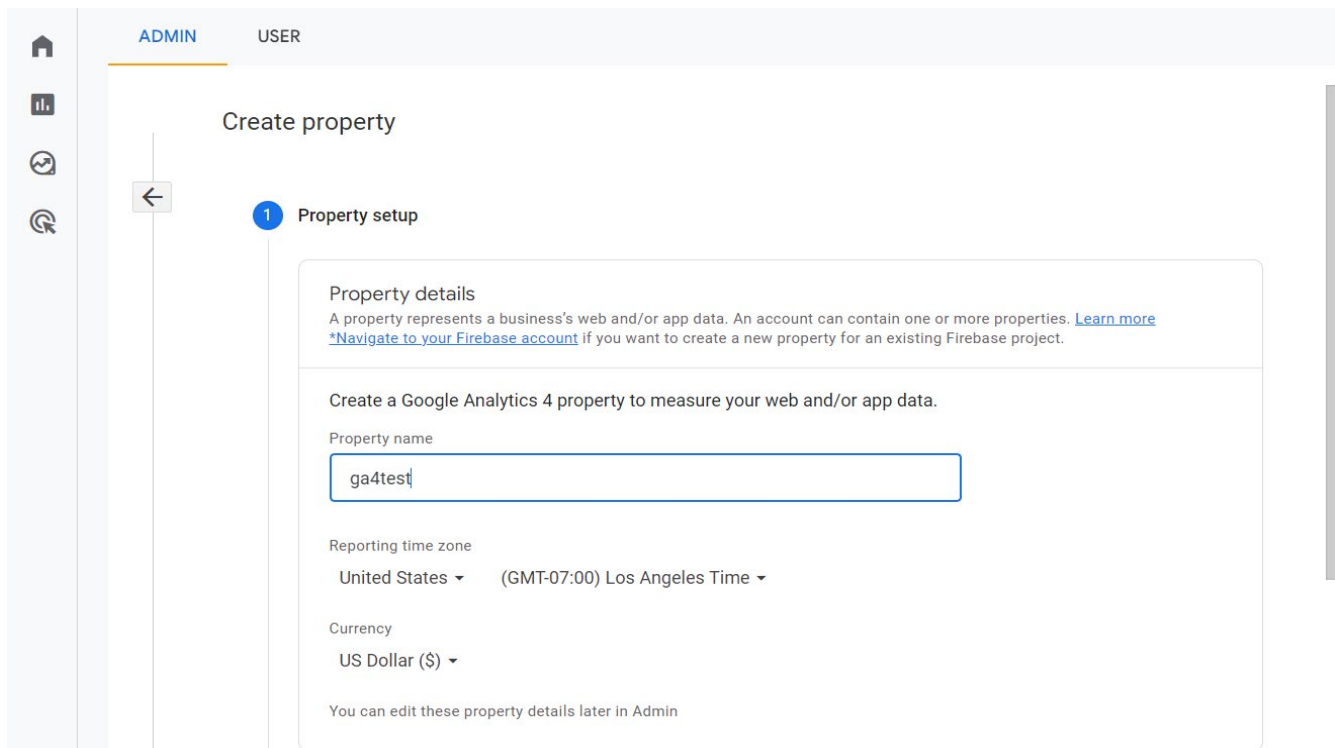 ADMIN USER
Create property
1 Property setup
Property details
A property represents a business's web and/or app data. An account can contain one or more properties. Learn more
*Navigate to your Firebase account if you want to create a new property for an existing Firebase project.
Create a Google Analytics 4 property to measure your web and/or app data.
Property name
ga4test
Reporting time zone
United States (GMT-07:00) Los Angeles Time
Currency
US Dollar ($)
You can edit these property details later in Admin